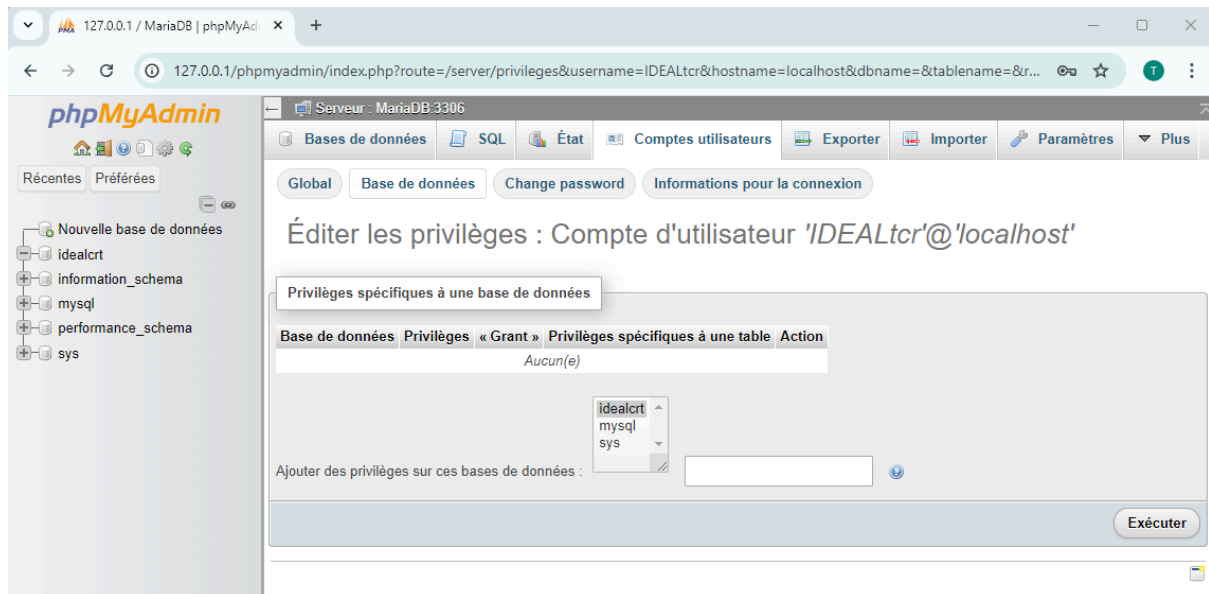 127.0.0.1 / MariaDB | phpMyAd
127.0.0.1/phpmyadmin/index.php?route=/server/privileges&username=IDEALtcr&hostname=localhost&dbname=&tablename=&r...
T
phpMyAdmin
Récentes Préférées
Nouvelle base de données
idealcrt
information_schema
mysql
performance_schema
sys
Serveur : MariaDB:3306
Bases de données SQL État Comptes utilisateurs Exporter Importer Paramètres Plus
Global Base de données Change password Informations pour la connexion
Éditer les privilèges : Compte d'utilisateur 'IDEALtcr'@'localhost'
Privilèges spécifiques à une base de données
Base de données Privilèges « Grant » Privilèges spécifiques à une table Action
Aucun(e)
idealcrt
mysql
sys
Ajouter des privilèges sur ces bases de données :
Exécuter